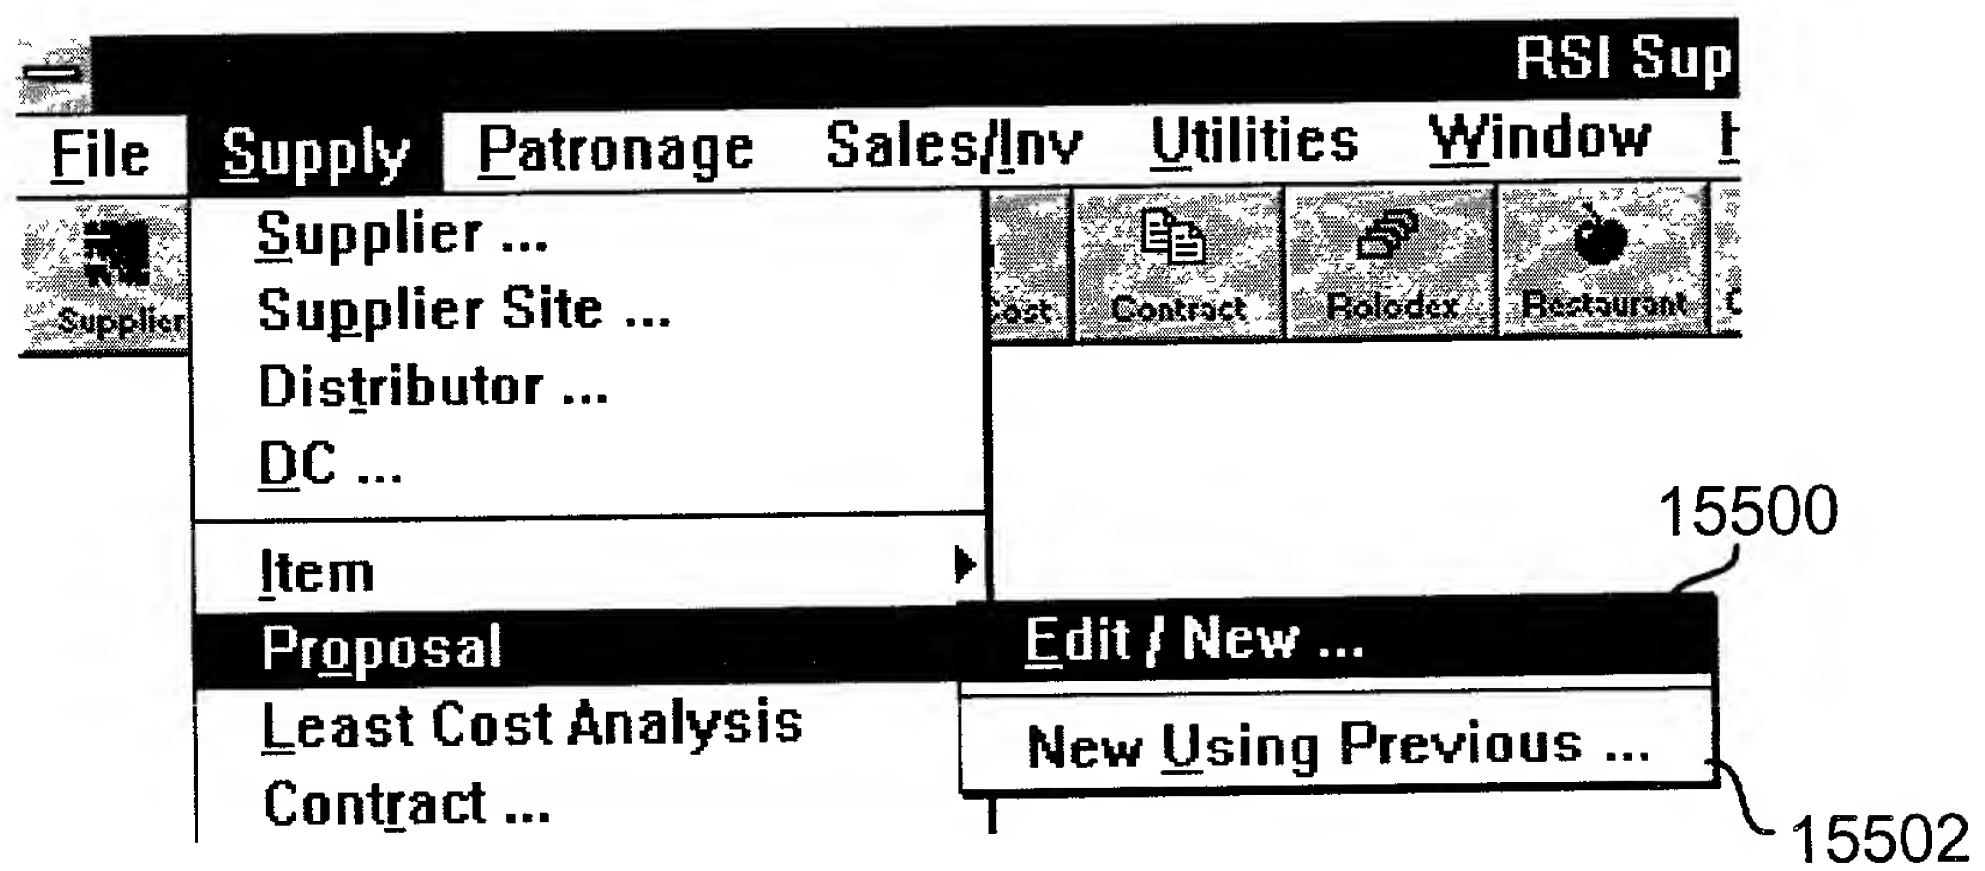 RSI Sup
File Supply Patronage Sales/Inv Utilities Window
Supplier Cost Contract Rolodex Restaurant
Supplier ...
Supplier Site ...
Distributor ...
DC ...
15500
Item
Proposal Edit / New ...
Least Cost Analysis
New Using Previous ...
Contract ...
15502